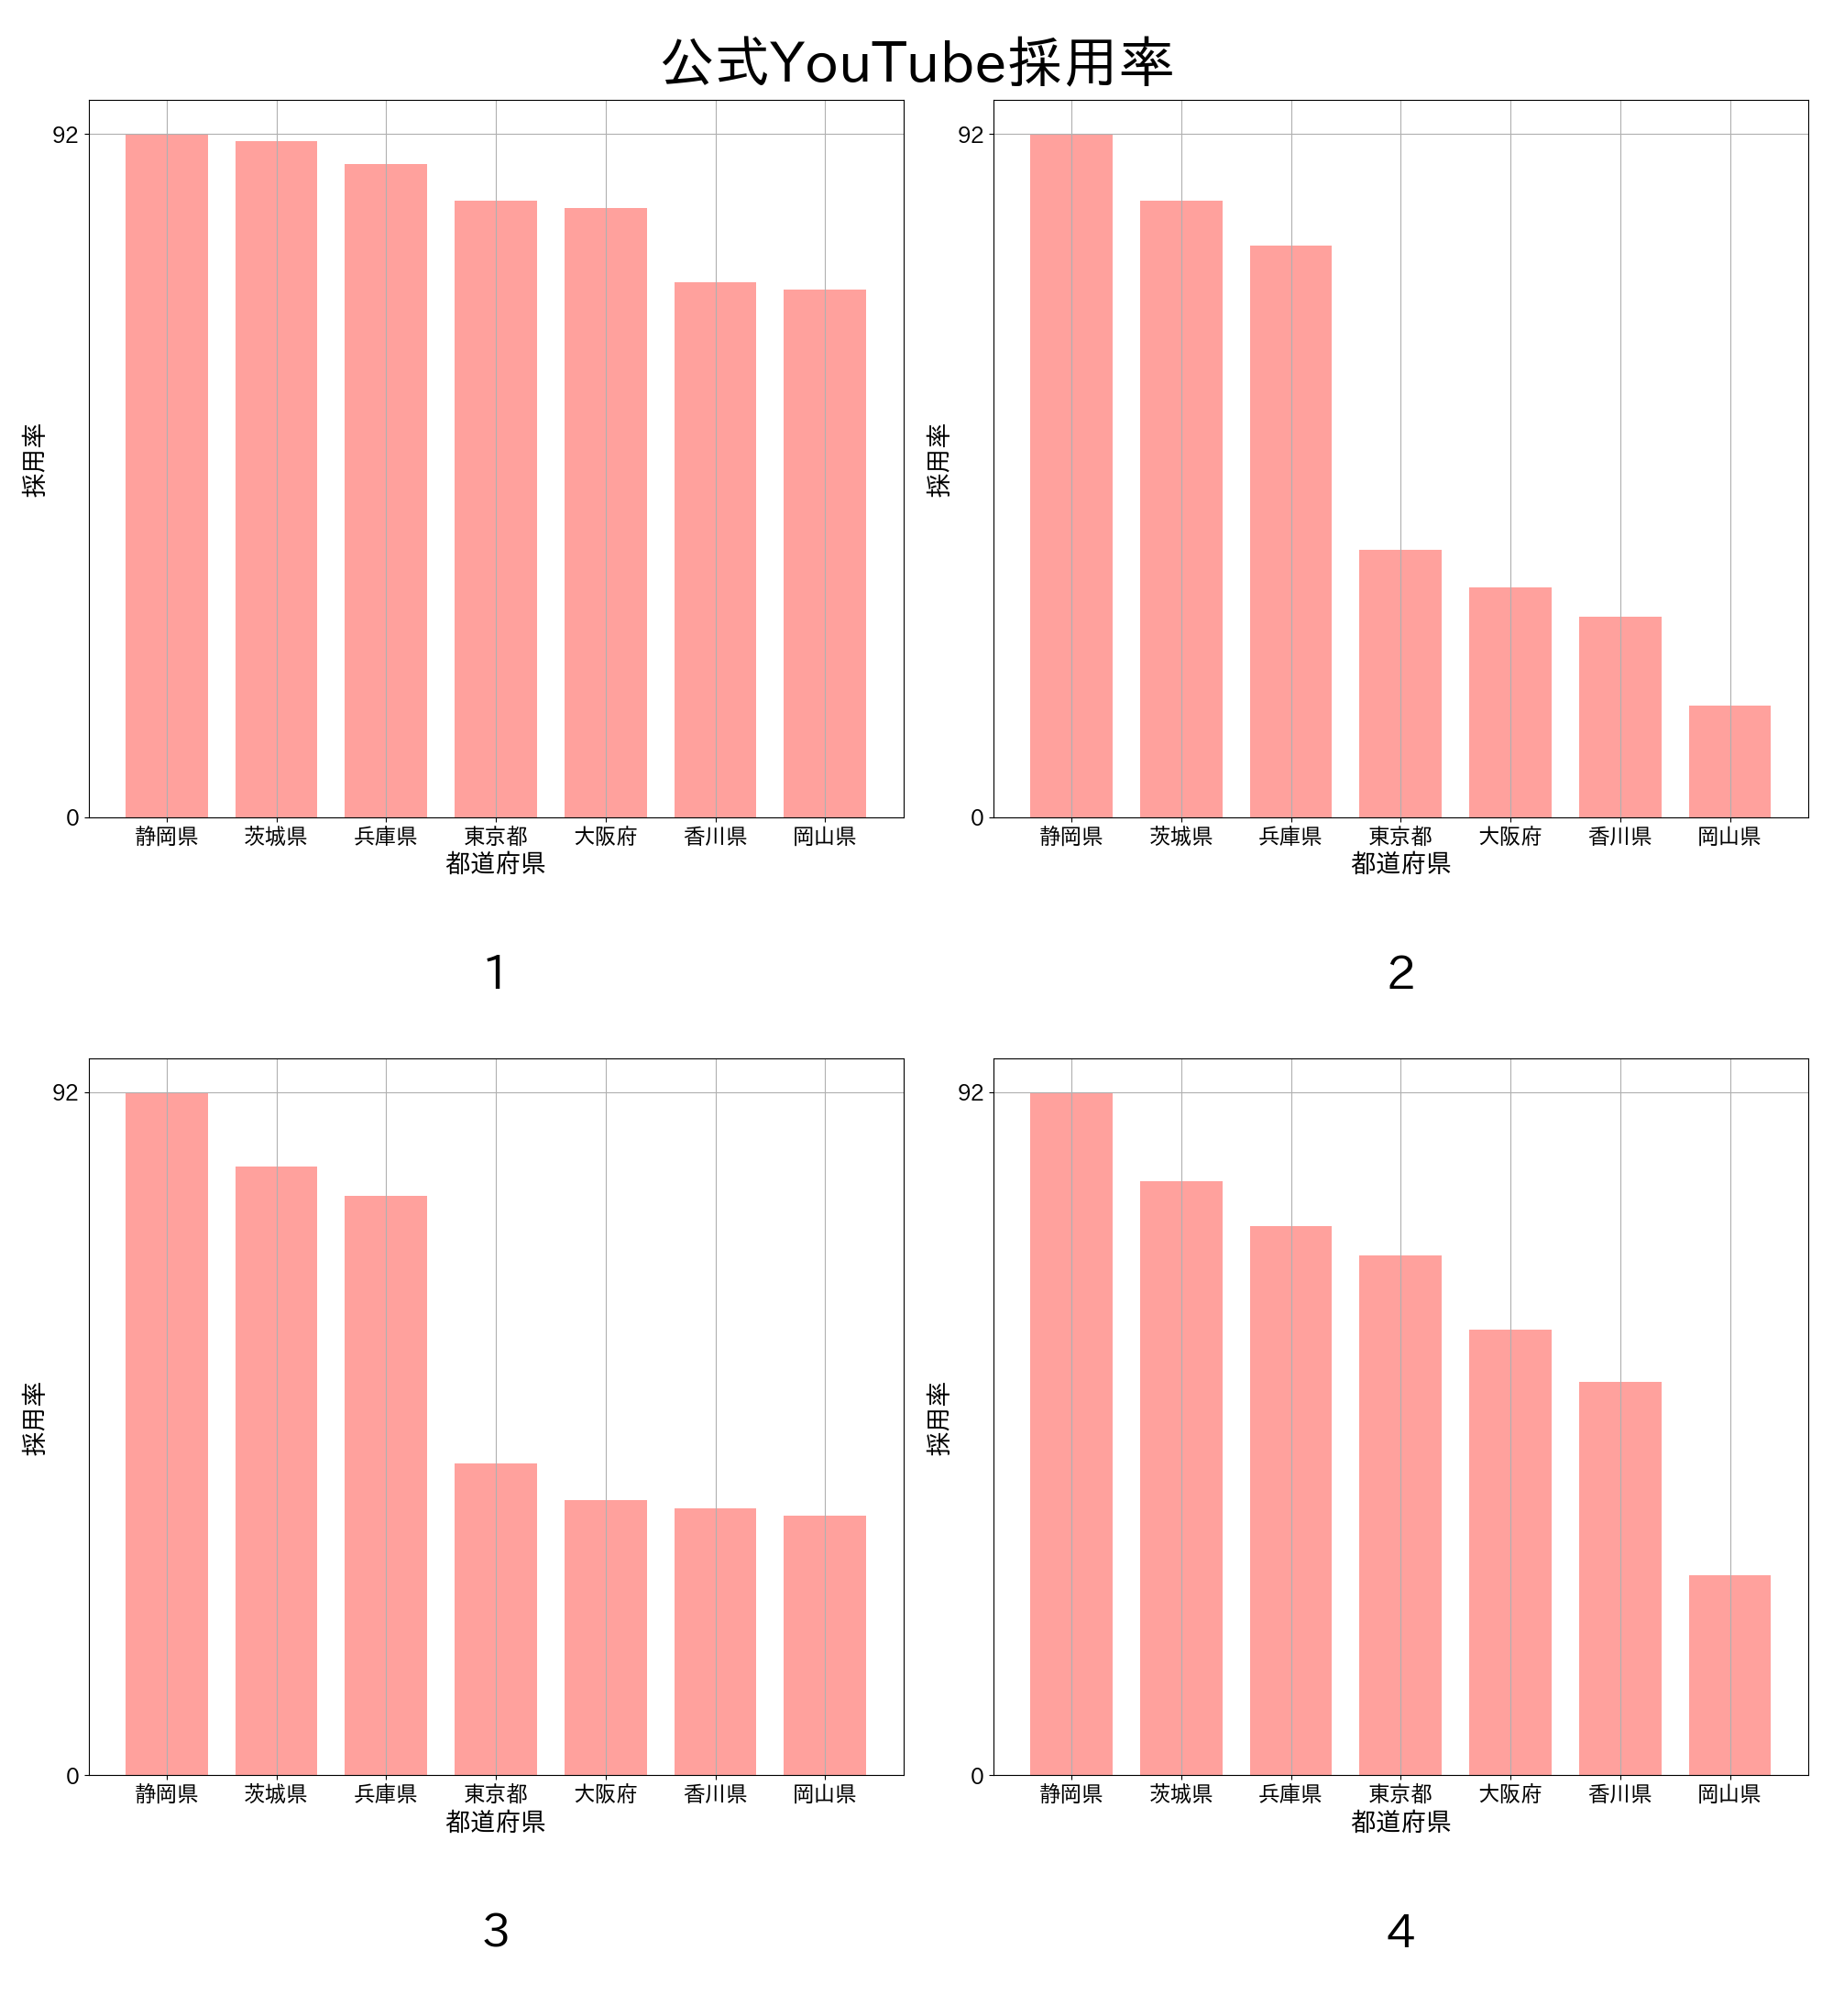 公式YouTube採用率
92
0
採用率
静岡県 茨城県 兵庫県 東京都 大阪府 香川県 岡山県
都道府県
1
92
0
採用率
静岡県 茨城県 兵庫県 東京都 大阪府 香川県 岡山県
都道府県
2
92
0
採用率
静岡県 茨城県 兵庫県 東京都 大阪府 香川県 岡山県
都道府県
3
92
0
採用率
静岡県 茨城県 兵庫県 東京都 大阪府 香川県 岡山県
都道府県
4